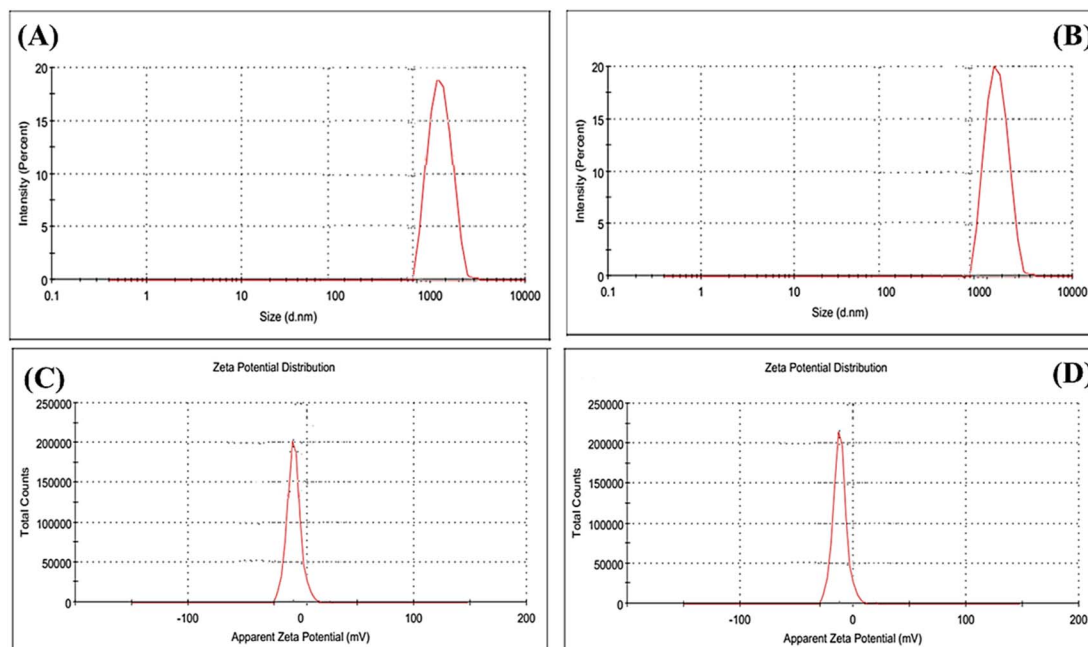 (A)
20
15
10
5
0
Intensity (Percent)
0.1 1 10 100 1000 10000
Size (d.nm)
(B)
20
15
10
5
0
Intensity (Percent)
0.1 1 10 100 1000 10000
Size (d.nm)
(C)
Zeta Potential Distribution
250000
200000
150000
100000
50000
0
Total Counts
-100 0 100 200
Apparent Zeta Potential (mV)
(D)
Zeta Potential Distribution
250000
200000
150000
100000
50000
0
Total Counts
-100 0 100 200
Apparent Zeta Potential (mV)